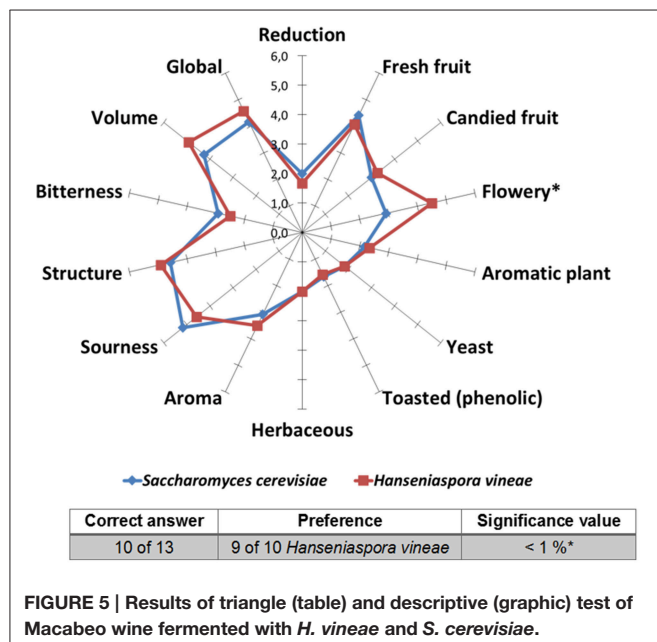 Reduction
Global
Fresh fruit
Volume
Candied fruit
Bitterness
Flowery*
Structure
Aromatic plant
Sourness
Yeast
Aroma
Toasted (phenolic)
Herbaceous
6,0
5,0
4,0
3,0
2,0
1,0
0,0
Saccharomyces cerevisiae Hanseniaspora vineae
Correct answer Preference Significance value
10 of 13 9 of 10 Hanseniaspora vineae < 1 %*
FIGURE 5 | Results of triangle (table) and descriptive (graphic) test of
Macabeo wine fermented with H. vineae and S. cerevisiae.